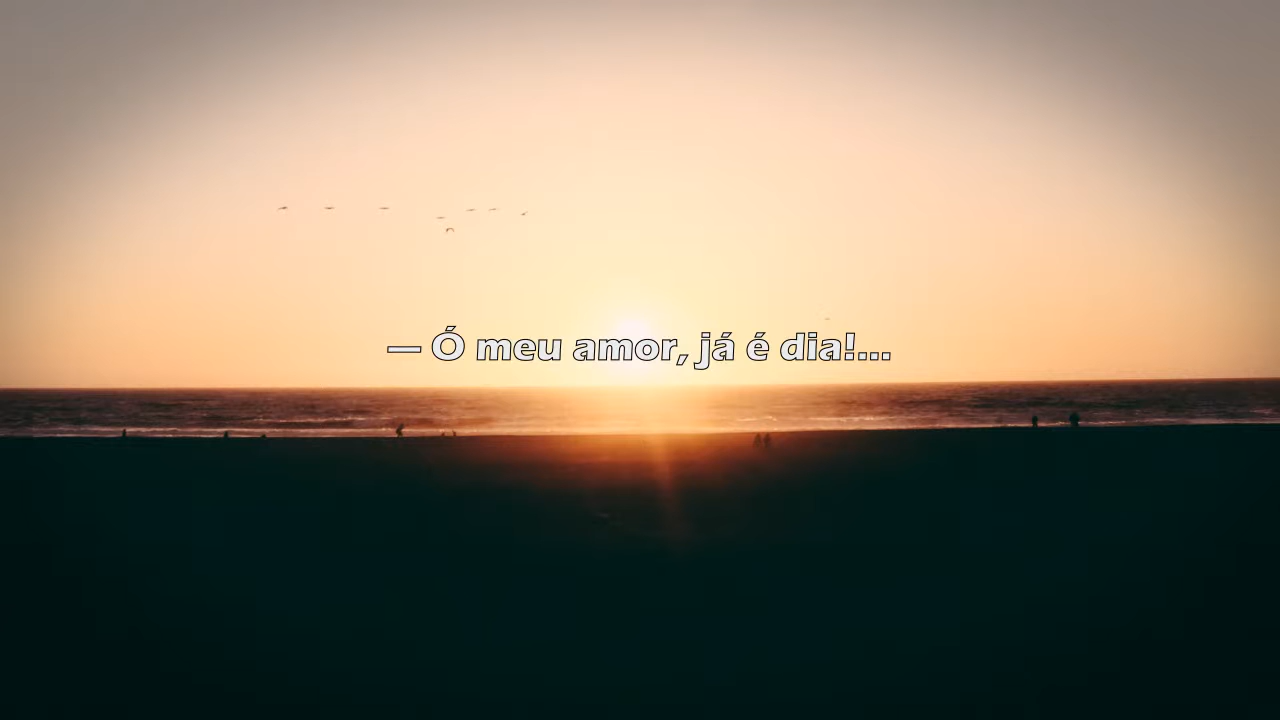 — Ó meu amor, já é dia!...